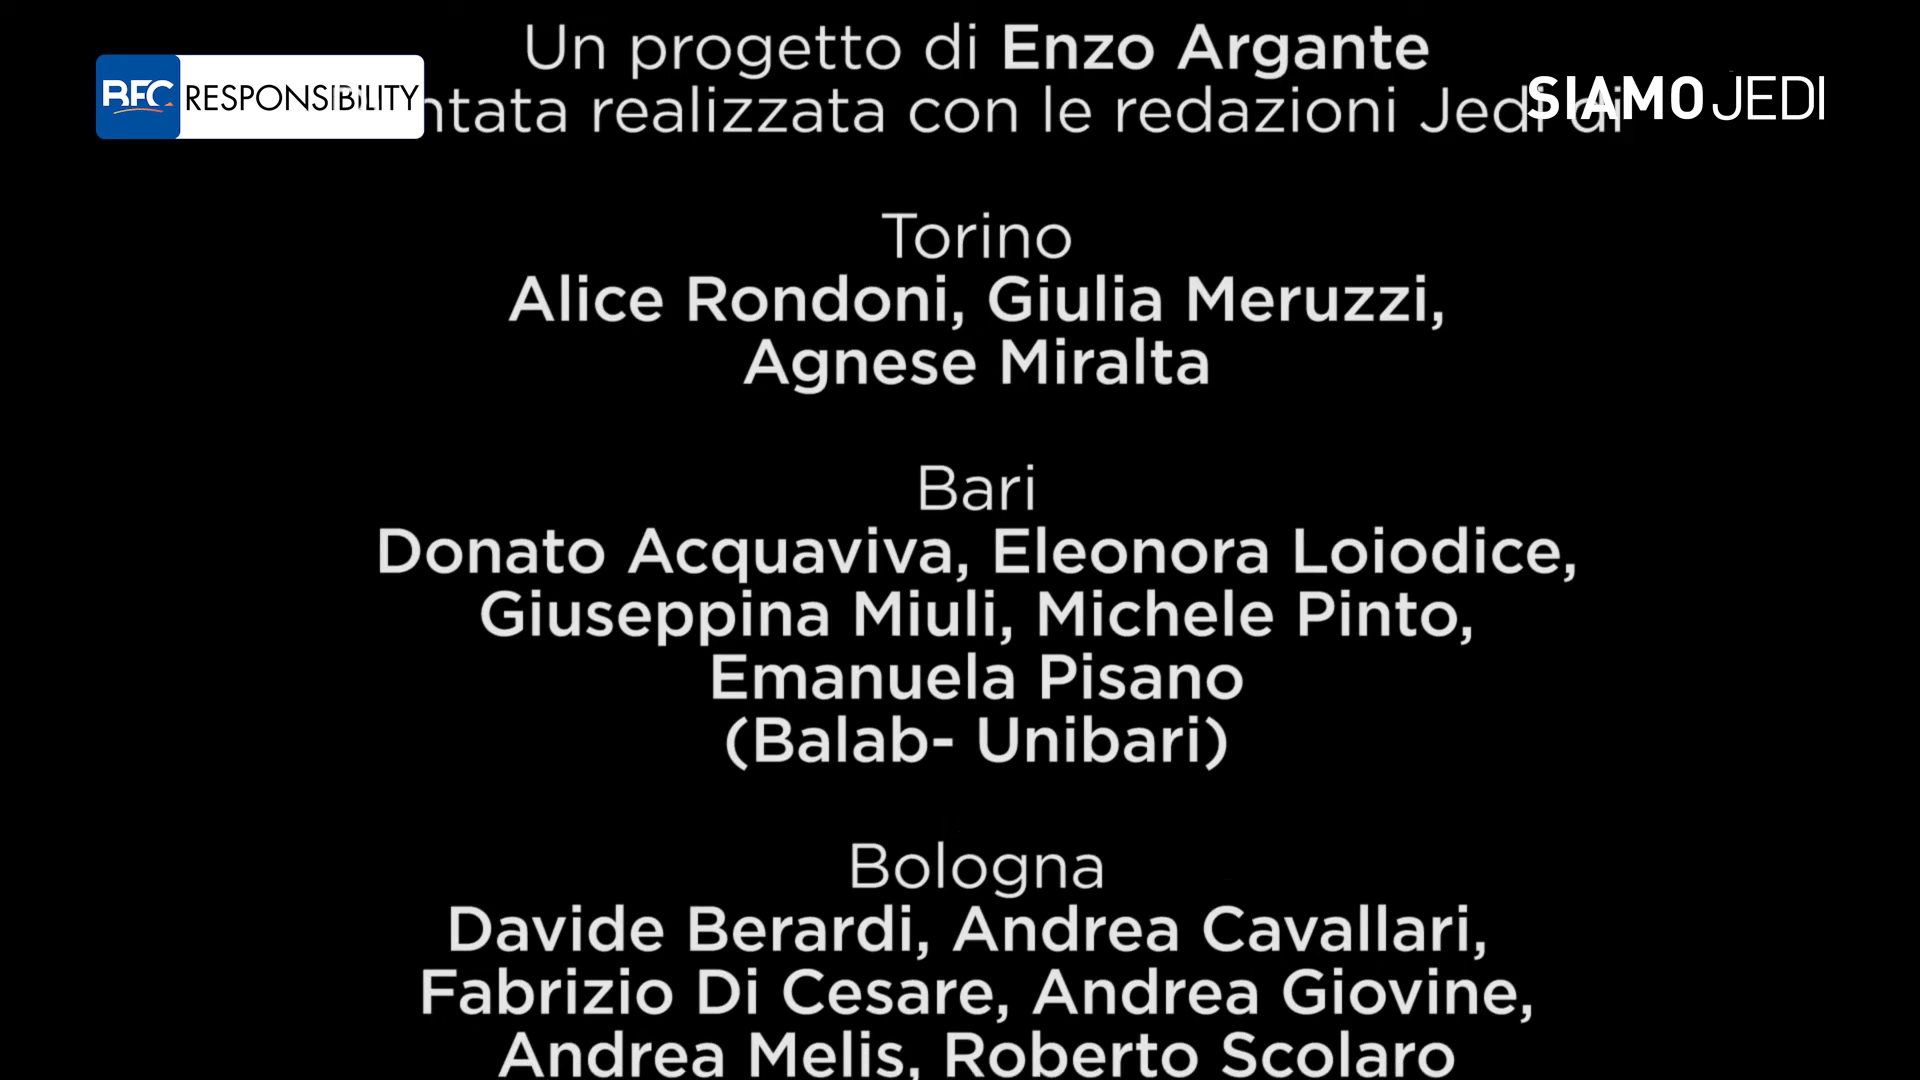 Un progetto di Enzo Argante
BFC RESPONSIBILITY
realizzata con le redazioni Jedi di
SIAMO JEDI
Torino
Alice Rondoni, Giulia Meruzzi,
Agnese Miralta
Bari
Donato Acquaviva, Eleonora Loiodice,
Giuseppina Miuli, Michele Pinto,
Emanuela Pisano
(Balab- Unibari)
Bologna
Davide Berardi, Andrea Cavallari,
Fabrizio Di Cesare, Andrea Giovine,
Andrea Melis, Roberto Scolaro